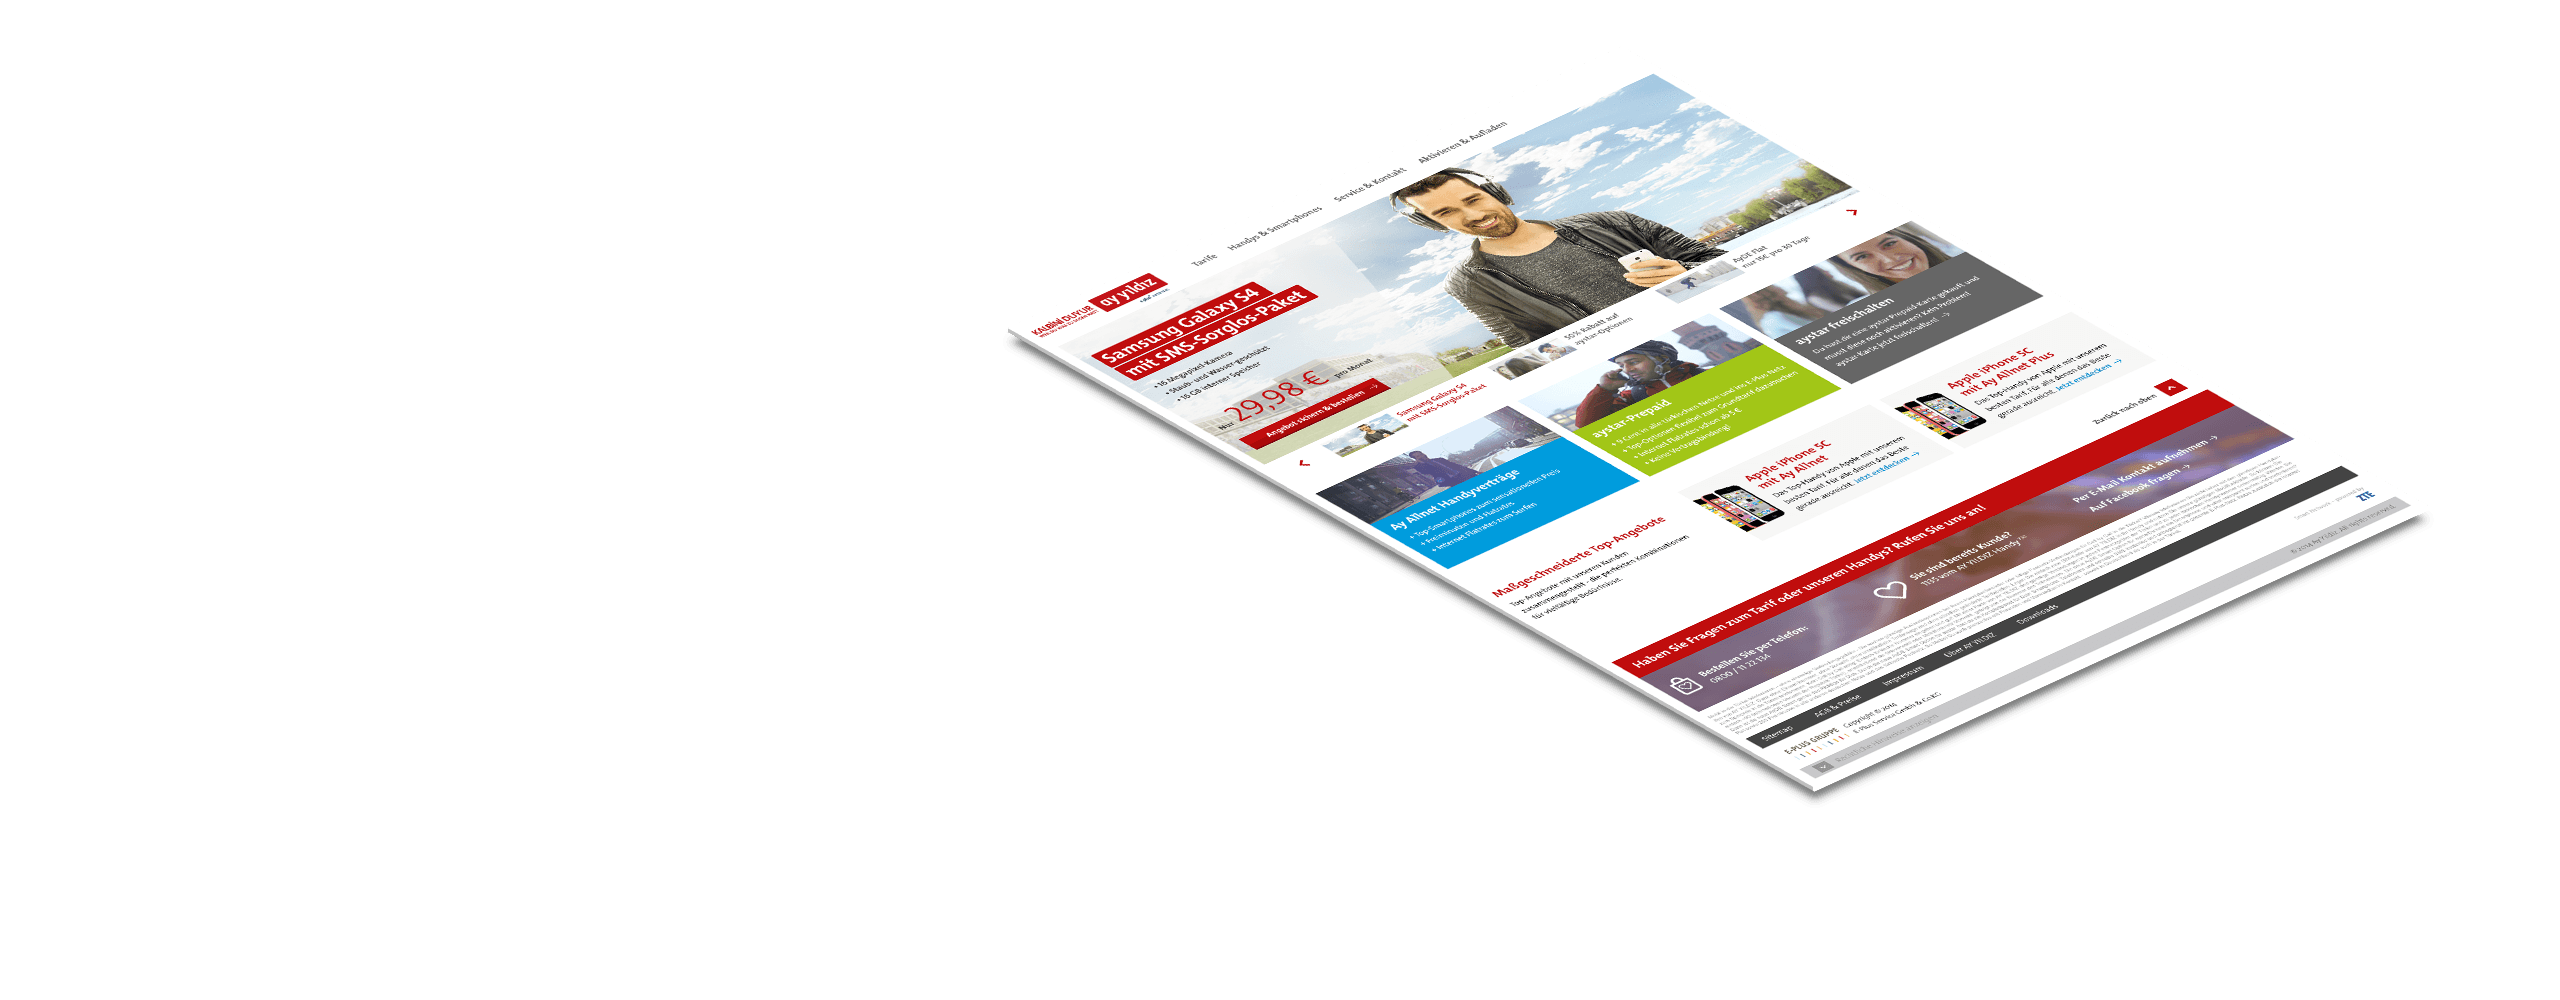 KALBİNİ DUYUR
ay yıldız
Tarife
Handys & Smartphones
Service & Kontakt
Aktivieren & Aufladen
Samsung Galaxy S4
mit SMS-Sorglos-Paket
• 16 Megapixel-Kamera
• Staub- und Wasser-geschützt
• 16 GB interner Speicher
Nur 29,98 € pro Monat
Angebot sichern & bestellen →
Samsung Galaxy S4
mit SMS-Sorglos-Paket
50% Rabatt auf
aystar-Optionen
AyDE Flat
nur 15€ pro 30 Tage
Ay Allnet Handyverträge
+ Top-Smartphones zum sensationellen Preis
+ Freiminuten und Flatrates
+ Internet Flatrates zum Surfen
aystar-Prepaid
+ 9 Cent in alle türkischen Netze und ins E-Plus Netz
+ Top-Optionen flexibel zum Grundtarif dazubuchen
+ Internet Flatrates schon ab 5 €
+ Keine Vertragsbindung!
aystar freischalten
Du hast dir eine aystar Prepaid-Karte gekauft und
musst diese noch aktivieren? Kein Problem!
aystar-Karte jetzt freischalten! →
Maßgeschneiderte Top-Angebote
Top-Angebote mit unseren Kunden
zusammengestellt - die perfekten Kombinationen
für vielfältige Bedürfnisse.
Apple iPhone 5C
mit Ay Allnet
Das Top-Handy von Apple mit unserem
besten Tarif. Für alle denen das Beste
gerade ausreicht. Jetzt entdecken →
Apple iPhone 5C
mit Ay Allnet Plus
Das Top-Handy von Apple mit unserem
besten Tarif. Für alle denen das Beste
gerade ausreicht. Jetzt entdecken →
Zurück nach oben
Haben Sie Fragen zum Tarif oder unseren Handys? Rufen Sie uns an!
Bestellen Sie per Telefon:
0800 / 11 22 134
Sie sind bereits Kunde?
1135 vom AY YILDIZ Handy
Per E-Mail Kontakt aufnehmen →
Auf Facebook fragen →
Sitemap
AGB & Preise
Impressum
Über AY YILDIZ
Downloads
E-PLUS GRUPPE
Copyright © 2014
E-Plus Service GmbH & Co.KG
ZTE
© 2014 Ay Yildiz. All rights reserved.